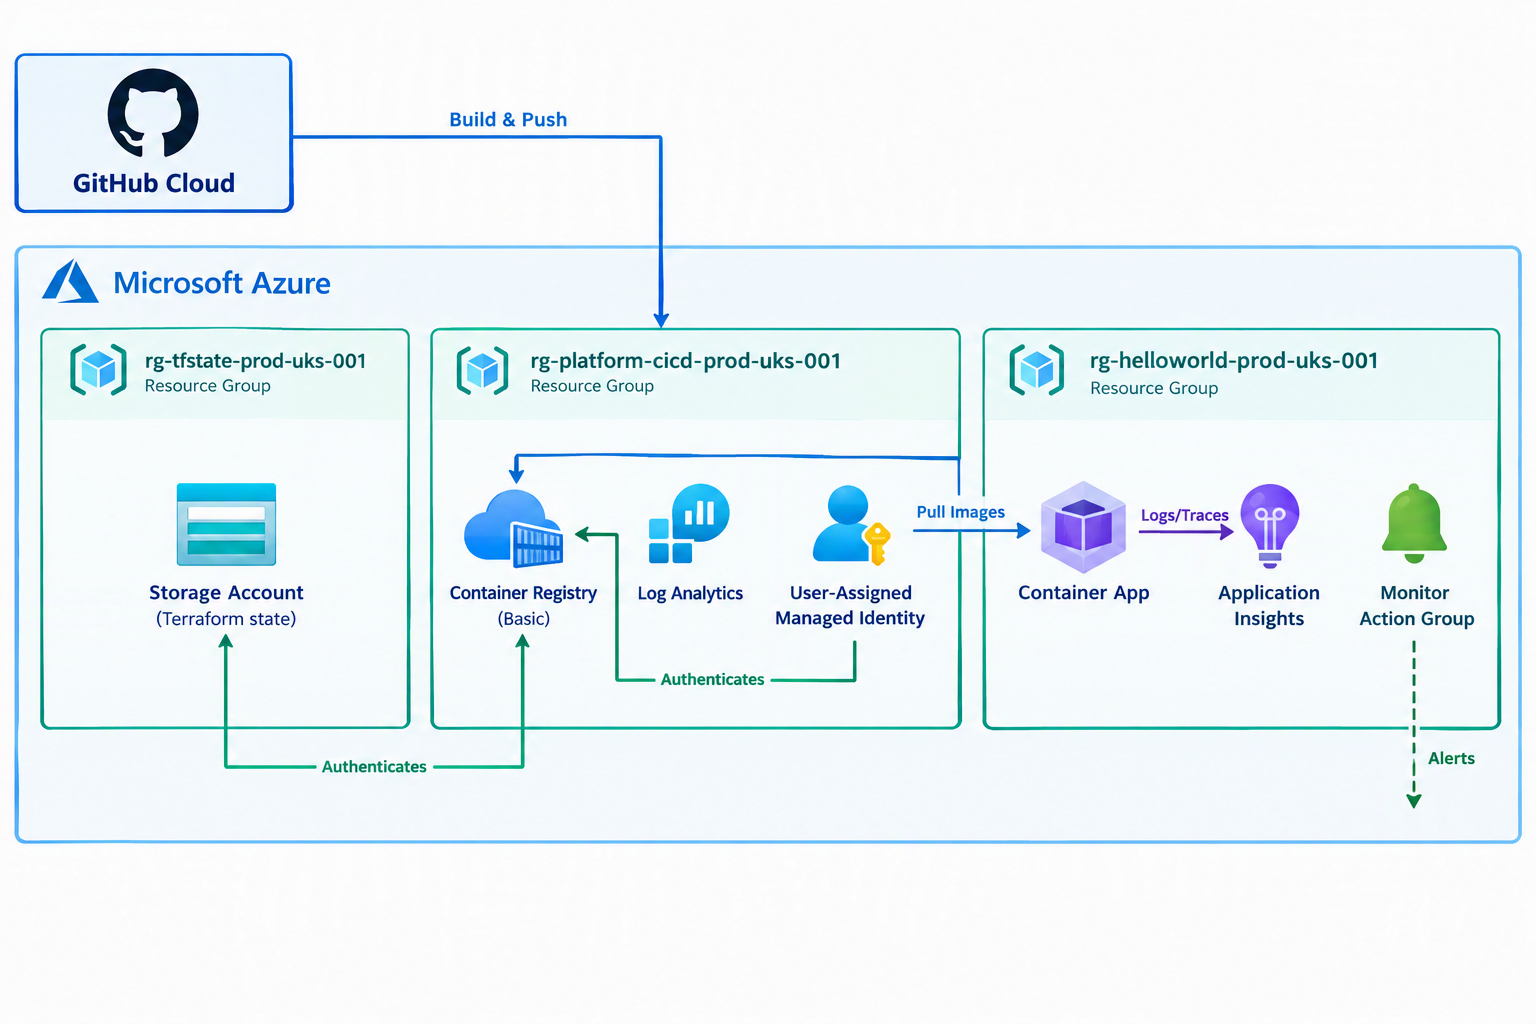 Build & Push
GitHub Cloud
Microsoft Azure
rg-tfstate-prod-uks-001
Resource Group
rg-platform-cicd-prod-uks-001
Resource Group
rg-helloworld-prod-uks-001
Resource Group
Pull Images
Logs/Traces
Storage Account
(Terraform state)
Container Registry
(Basic)
Log Analytics
User-Assigned
Managed Identity
Container App
Application
Insights
Monitor
Action Group
Authenticates
Authenticates
Alerts